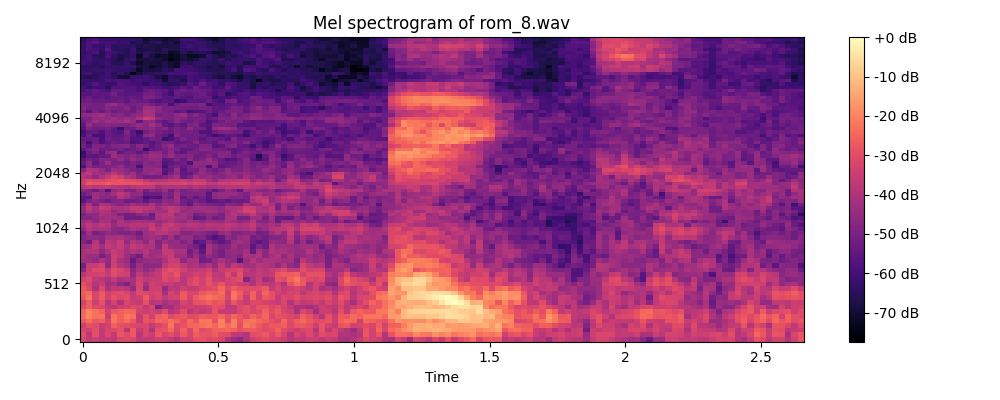 Mel spectrogram of rom_8.wav
Hz
8192
4096
2048
1024
512
0
0
0.5
1
1.5
2
2.5
Time
+0 dB
-10 dB
-20 dB
-30 dB
-40 dB
-50 dB
-60 dB
-70 dB